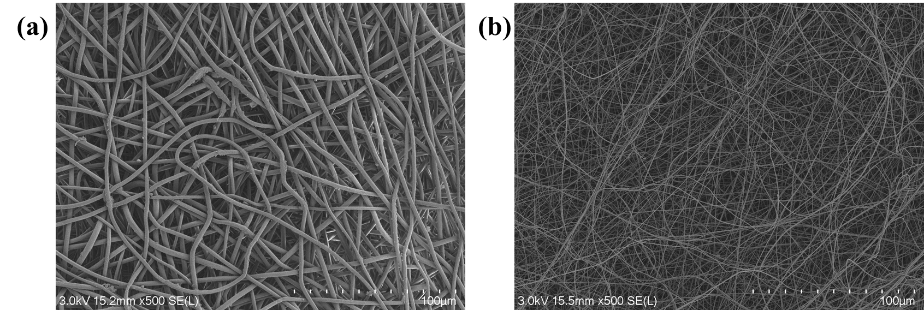 (a)
3.0kV 15.2mm x500 SE(L)
100µm
(b)
3.0kV 15.5mm x500 SE(L)
100µm